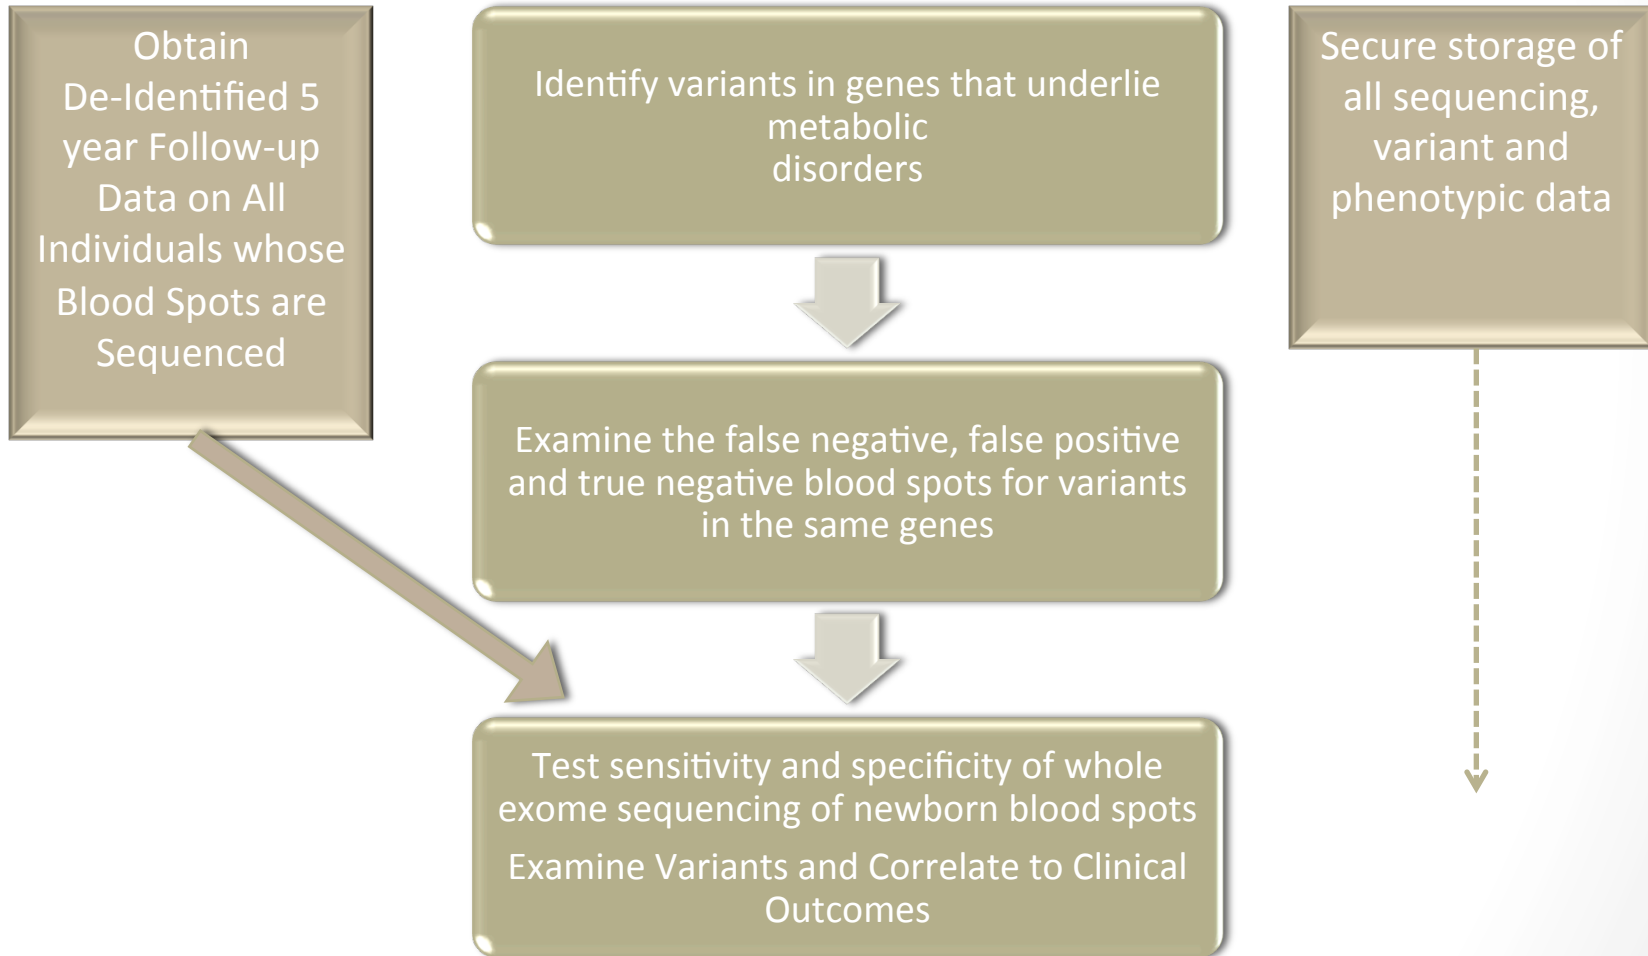 Obtain
De-Identified 5
year Follow-up
Data on All
Individuals whose
Blood Spots are
Sequenced
Identify variants in genes that underlie
metabolic
disorders
Examine the false negative, false positive
and true negative blood spots for variants
in the same genes
Test sensitivity and specificity of whole
exome sequencing of newborn blood spots
Examine Variants and Correlate to Clinical
Outcomes
Secure storage of
all sequencing,
variant and
phenotypic data